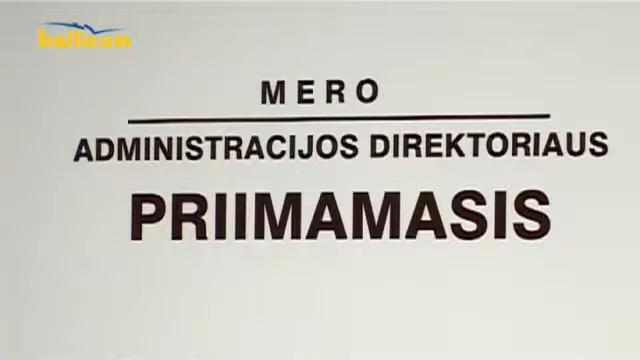 balticum
MERO
ADMINISTRACIJOS DIREKTORIAUS
PRIIMAMASIS